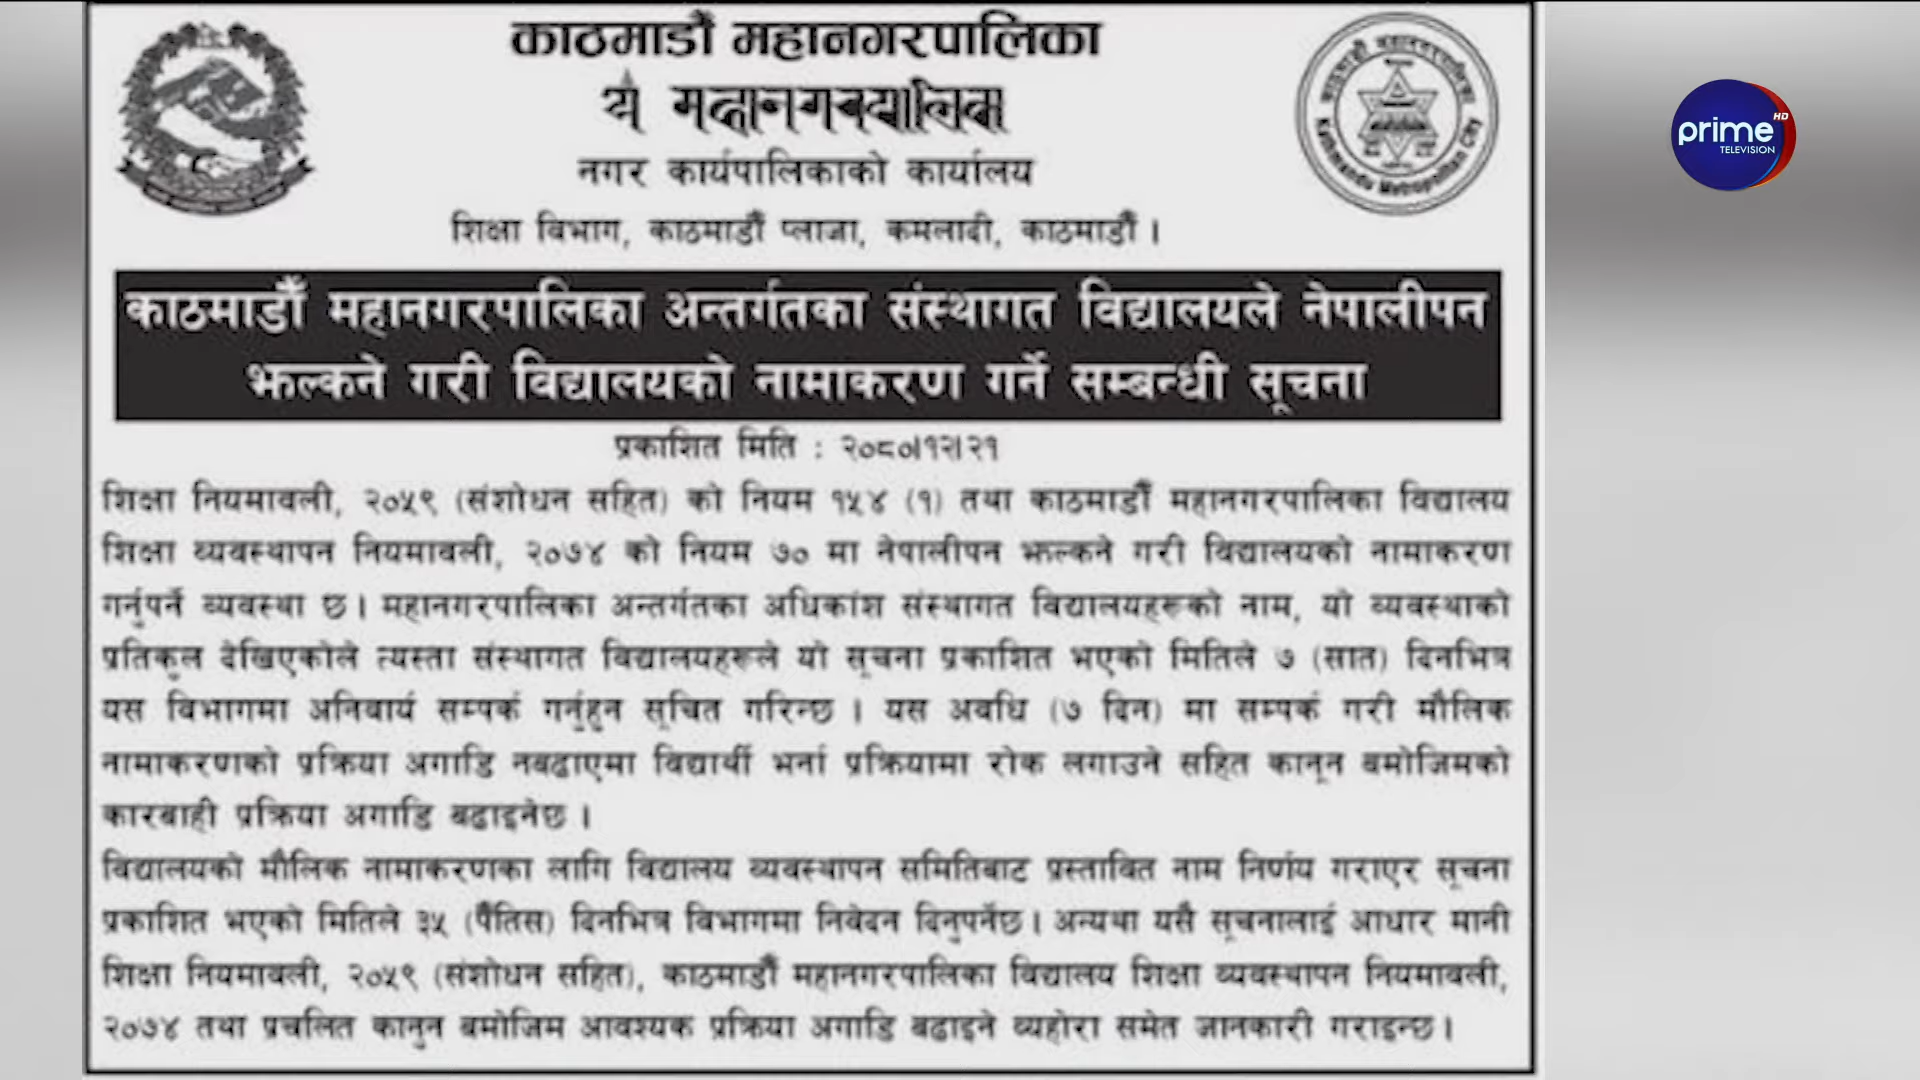 काठमाडौँ महानगरपालिका
नगर कार्यपालिकाको कार्यालय
शिक्षा विभाग, काठमाडौँ प्लाजा, कमलादी, काठमाडौँ ।
Kathmandu Metropolitan City
prime HD
TELEVISION
काठमाडौँ महानगरपालिका अन्तर्गतका संस्थागत विद्यालयले नेपालीपन
झल्कने गरी विद्यालयको नामाकरण गर्ने सम्बन्धी सूचना
प्रकाशित मिति : २०८०।१२।२१
शिक्षा नियमावली, २०५९ (संशोधन सहित) को नियम १५४ (१) तथा काठमाडौँ महानगरपालिका विद्यालय
शिक्षा व्यवस्थापन नियमावली, २०७४ को नियम ७० मा नेपालीपन झल्कने गरी विद्यालयको नामाकरण
गर्नुपर्ने व्यवस्था छ । महानगरपालिका अन्तर्गतका अधिकांश संस्थागत विद्यालयहरूको नाम, यो व्यवस्थाको
प्रतिकुल देखिएकोले त्यस्ता संस्थागत विद्यालयहरूले यो सूचना प्रकाशित भएको मितिले ७ (सात) दिनभित्र
यस विभागमा अनिवार्य सम्पर्क गर्नुहुन सूचित गरिन्छ । यस अवधि (७ दिन) मा सम्पर्क गरी मौलिक
नामाकरणको प्रक्रिया अगाडि नबढाएमा विद्यार्थी भर्ना प्रक्रियामा रोक लगाउने सहित कानून बमोजिमको
कारबाही प्रक्रिया अगाडि बढाइनेछ ।
विद्यालयको मौलिक नामाकरणका लागि विद्यालय व्यवस्थापन समितिबाट प्रस्तावित नाम निर्णय गराएर सूचना
प्रकाशित भएको मितिले ३५ (पैँतिस) दिनभित्र विभागमा निवेदन दिनुपर्नेछ । अन्यथा यसै सूचनालाई आधार मानी
शिक्षा नियमावली, २०५९ (संशोधन सहित), काठमाडौँ महानगरपालिका विद्यालय शिक्षा व्यवस्थापन नियमावली,
२०७४ तथा प्रचलित कानुन बमोजिम आवश्यक प्रक्रिया अगाडि बढाइने व्यहोरा समेत जानकारी गराइन्छ ।